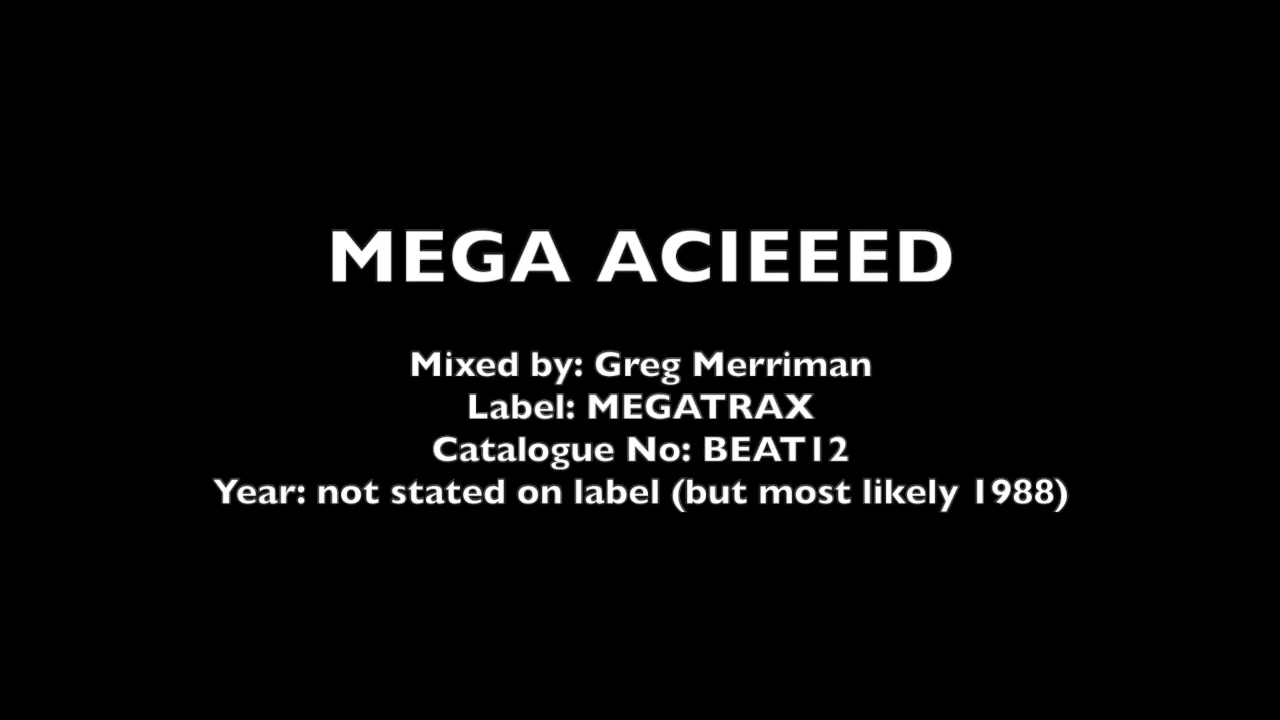 MEGA ACIEEED
Mixed by: Greg Merriman
Label: MEGATRAX
Catalogue No: BEAT12
Year: not stated on label (but most likely 1988)